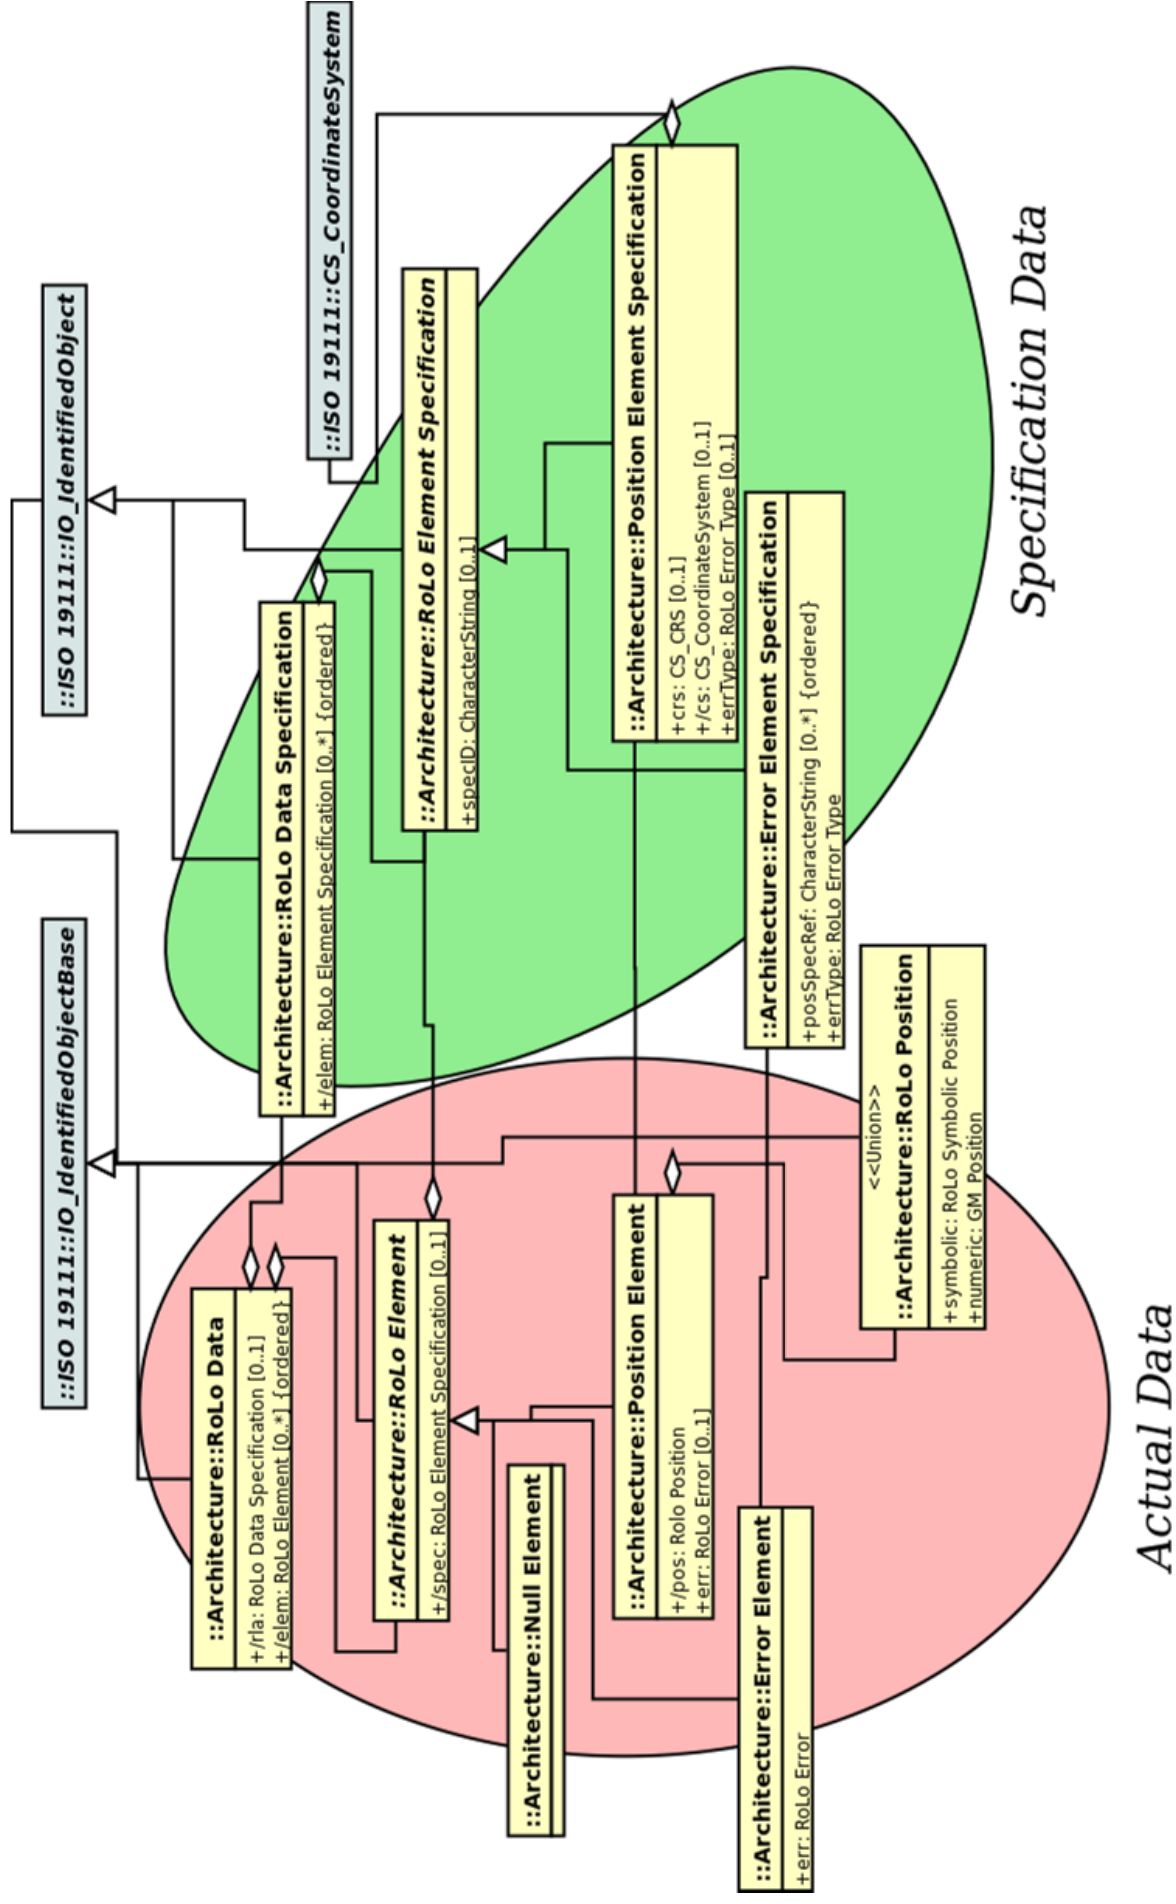 ::ISO 19111::IO_IdentifiedObjectBase
::ISO 19111::IO_IdentifiedObject
::ISO 19111::CS_CoordinateSystem
::Architecture::RoLo Data
+/rla: RoLo Data Specification [0..1]
+/elem: RoLo Element [0..*] {ordered}
::Architecture::RoLo Data Specification
+/elem: RoLo Element Specification [0..*] {ordered}
::Architecture::RoLo Element
+/spec: RoLo Element Specification [0..1]
::Architecture::RoLo Element Specification
+specID: CharacterString [0..1]
::Architecture::Null Element
::Architecture::Position Element
+/pos: Rolo Position
+err: RoLo Error [0..1]
::Architecture::Position Element Specification
+crs: CS_CRS [0..1]
+/cs: CS_CoordinateSystem [0..1]
+errType: RoLo Error Type [0..1]
::Architecture::Error Element
+err: RoLo Error
::Architecture::Error Element Specification
+posSpecRef: CharacterString [0..*] {ordered}
+errType: RoLo Error Type
<<Union>>
::Architecture::RoLo Position
+symbolic: RoLo Symbolic Position
+numeric: GM_Position
Actual Data
Specification Data